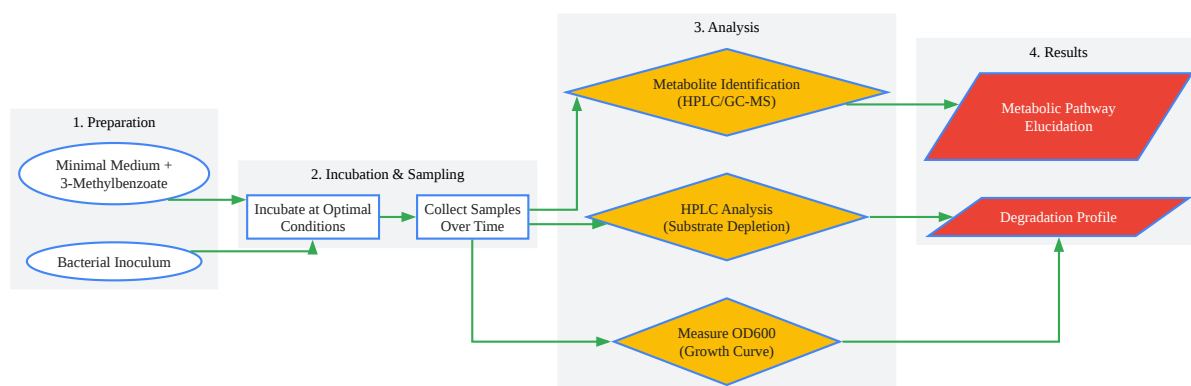 1. Preparation
Minimal Medium +
3-Methylbenzoate
Bacterial Inoculum
2. Incubation & Sampling
Incubate at Optimal
Conditions
Collect Samples
Over Time
3. Analysis
Metabolite Identification
(HPLC/GC-MS)
HPLC Analysis
(Substrate Depletion)
Measure OD600
(Growth Curve)
4. Results
Metabolic Pathway
Elucidation
Degradation Profile